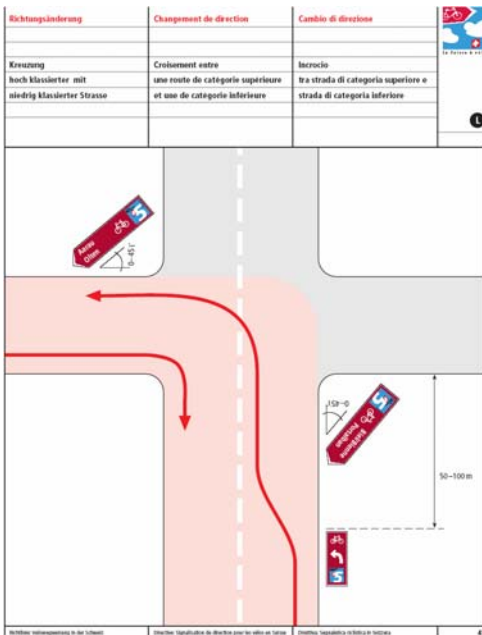 Richtungsänderung
Changement de direction
Cambio di direzione
Kreuzung
hoch klassierter mit
niedrig klassierter Strasse
Croisement entre
une route de catégorie supérieure
et une de catégorie inférieure
Incrocio
tra strada di categoria superiore e
strada di categoria inferiore
L
Aarau
Olten
5
0–45°
5
0–45°
Biel/Bienne
50–100 m
5